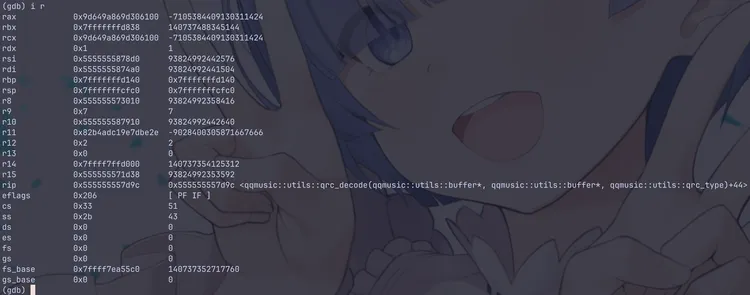 (gdb) i r
rax 0x9d649a869d306100 -7105384409130311424
rbx 0x7fffffffd838 140737488345144
rcx 0x9d649a869d306100 -7105384409130311424
rdx 0x1 1
rsi 0x5555555878d0 93824992442576
rdi 0x5555555874a0 93824992441504
rbp 0x7fffffffd140 0x7fffffffd140
rsp 0x7fffffffcfc0 0x7fffffffcfc0
r8 0x555555573010 93824992358416
r9 0x7 7
r10 0x555555587910 93824992442640
r11 0x82b4adc19e7dbe2e -9028400305871667666
r12 0x2 2
r13 0x0 0
r14 0x7ffff7ffd000 140737354125312
r15 0x555555571d38 93824992353592
rip 0x555555557d9c 0x555555557d9c <qqmusic::utils::qrc_decode(qqmusic::utils::buffer*, qqmusic::utils::buffer*, qqmusic::utils::qrc_type)+44>
eflags 0x206 [ PF IF ]
cs 0x33 51
ss 0x2b 43
ds 0x0 0
es 0x0 0
fs 0x0 0
gs 0x0 0
fs_base 0x7ffff7ea55c0 140737352717760
gs_base 0x0 0
(gdb)